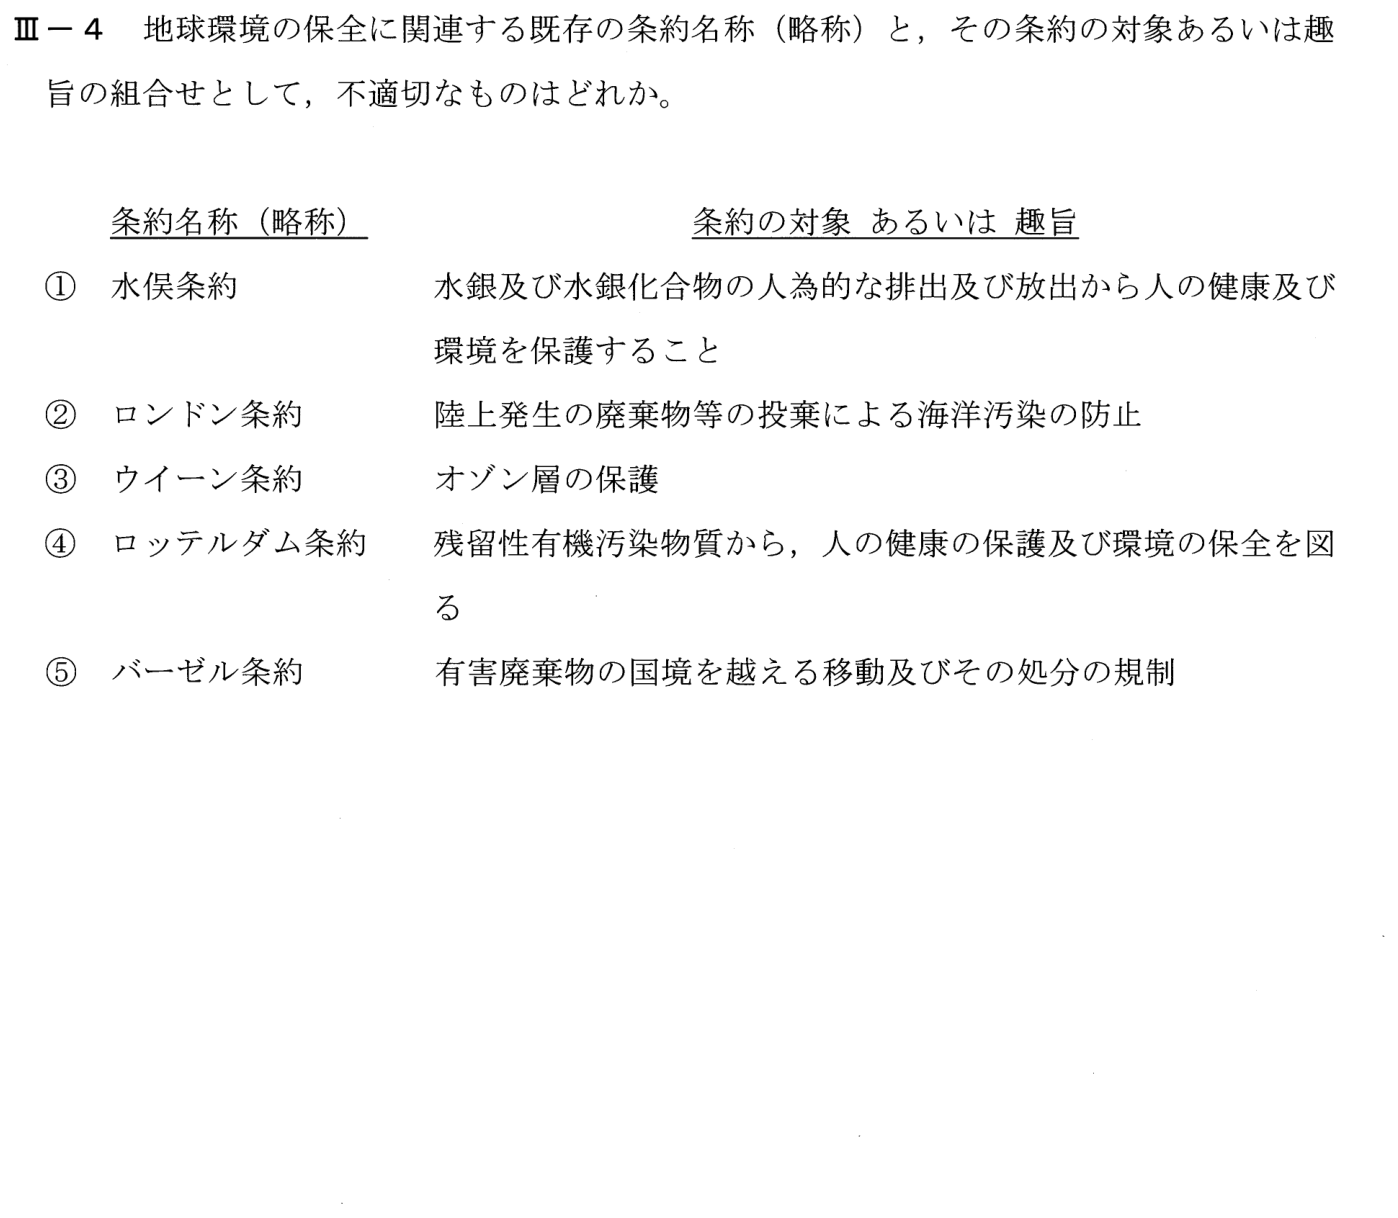 Ⅲ－4　地球環境の保全に関連する既存の条約名称（略称）と，その条約の対象あるいは趣
旨の組合せとして，不適切なものはどれか。
条約名称（略称）　条約の対象 あるいは 趣旨
①　水俣条約　水銀及び水銀化合物の人為的な排出及び放出から人の健康及び
環境を保護すること
②　ロンドン条約　陸上発生の廃棄物等の投棄による海洋汚染の防止
③　ウイーン条約　オゾン層の保護
④　ロッテルダム条約　残留性有機汚染物質から，人の健康の保護及び環境の保全を図
る
⑤　バーゼル条約　有害廃棄物の国境を越える移動及びその処分の規制